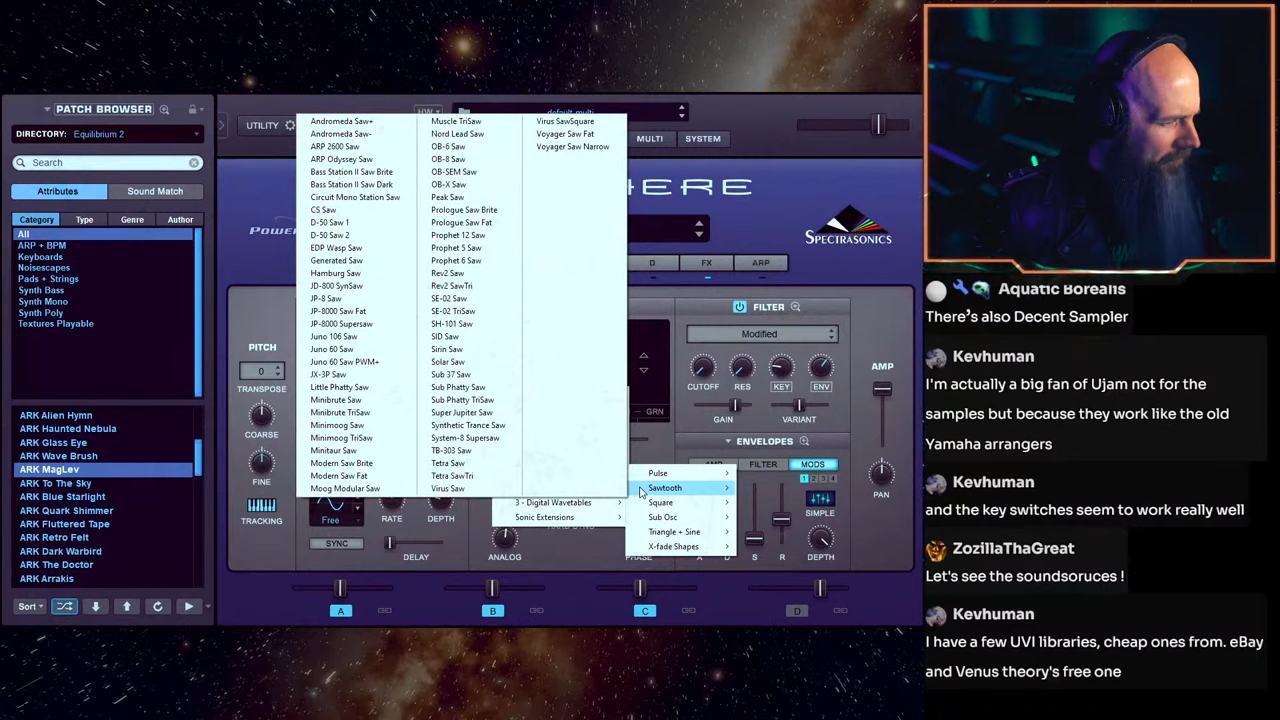 PATCH BROWSER
DIRECTORY: Equilibrium 2
Search
Attributes
Sound Match
Category
Type
Genre
Author
All
ARP + BPM
Keyboards
Noisescapes
Pads + Strings
Synth Bass
Synth Mono
Synth Poly
Textures Playable
ARK Alien Hymn
ARK Haunted Nebula
ARK Glass Eye
ARK Wave Brush
ARK MagLev
ARK To The Sky
ARK Blue Starlight
ARK Quark Shimmer
ARK Fluttered Tape
ARK Retro Felt
ARK Dark Warbird
ARK The Doctor
ARK Arrakis
Sort
UTILITY
HW
default multi
MULTI
SYSTEM
HERE
Powe
SPECTRASONICS
D
FX
ARP
Andromeda Saw+
Andromeda Saw-
ARP 2600 Saw
ARP Odyssey Saw
Bass Station II Saw Brite
Bass Station II Saw Dark
Circuit Mono Station Saw
CS Saw
D-50 Saw 1
D-50 Saw 2
EDP Wasp Saw
Generated Saw
Hamburg Saw
JD-800 SynSaw
JP-8 Saw
JP-8000 Saw Fat
JP-8000 Supersaw
Juno 106 Saw
Juno 60 Saw
Juno 60 Saw PWM+
JX-3P Saw
Little Phatty Saw
Minibrute Saw
Minibrute TriSaw
Minimoog Saw
Minimoog TriSaw
Minitaur Saw
Modern Saw Brite
Modern Saw Fat
Moog Modular Saw
Muscle TriSaw
Nord Lead Saw
OB-6 Saw
OB-8 Saw
OB-SEM Saw
OB-X Saw
Peak Saw
Prologue Saw Brite
Prologue Saw Fat
Prophet 12 Saw
Prophet 5 Saw
Prophet 6 Saw
Rev2 Saw
Rev2 SawTri
SE-02 Saw
SE-02 TriSaw
SH-101 Saw
SID Saw
Sirin Saw
Solar Saw
Sub 37 Saw
Sub Phatty Saw
Sub Phatty TriSaw
Super Jupiter Saw
Synthetic Trance Saw
System-8 Supersaw
TB-303 Saw
Tetra Saw
Tetra SawTri
Virus Saw
Virus SawSquare
Voyager Saw Fat
Voyager Saw Narrow
3 - Digital Wavetables
Sonic Extensions
Pulse
Sawtooth
Square
Sub Osc
Triangle + Sine
X-fade Shapes
PITCH
0
TRANSPOSE
COARSE
FINE
TRACKING
Free
RATE
DEPTH
SYNC
DELAY
ANALOG
PHASE
GRN
FILTER
Modified
CUTOFF
RES
KEY
ENV
GAIN
VARIANT
ENVELOPES
FILTER
MODS
1 2 3 4
SIMPLE
A
D
S
R
DEPTH
AMP
PAN
A
B
C
D
Aquatic Borealis
There's also Decent Sampler
Kevhuman
I'm actually a big fan of Ujam not for the
samples but because they work like the old
Yamaha arrangers
Kevhuman
and the key switches seem to work really well
ZozillaThaGreat
Let's see the soundsoruces !
Kevhuman
I have a few UVI libraries, cheap ones from. eBay
and Venus theory's free one